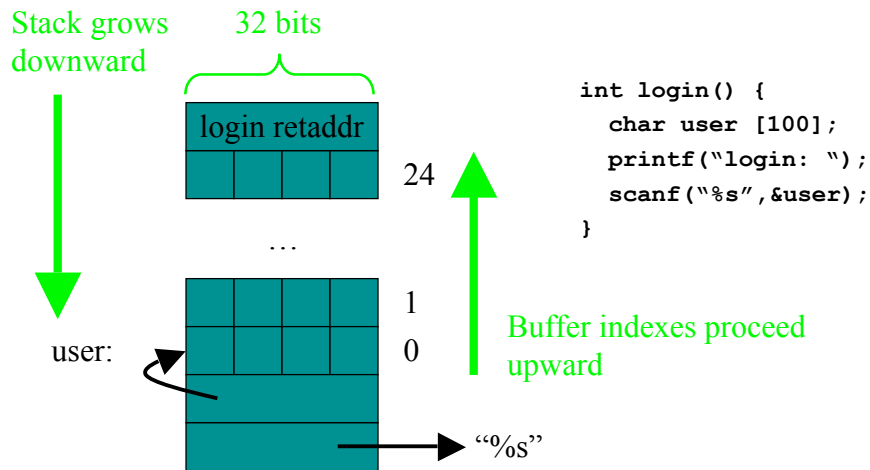 Stack grows
downward
32 bits
login retaddr
24
…
1
user:
0
“%s”
int login() {
char user [100];
printf(“login: “);
scanf(“%s”,&user);
}
Buffer indexes proceed
upward